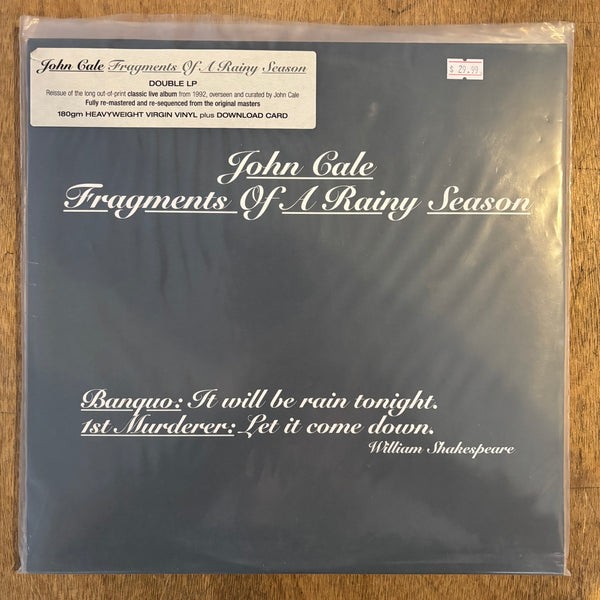 John Cale Fragments Of A Rainy Season
DOUBLE LP
Reissue of the long out-of-print classic live album from 1992, overseen and curated by John Cale
Fully re-mastered and re-sequenced from the original masters
180gm HEAVYWEIGHT VIRGIN VINYL plus DOWNLOAD CARD
$ 29.99
John Cale
Fragments Of A Rainy Season
Banquo: It will be rain tonight.
1st Murderer: Let it come down.
William Shakespeare